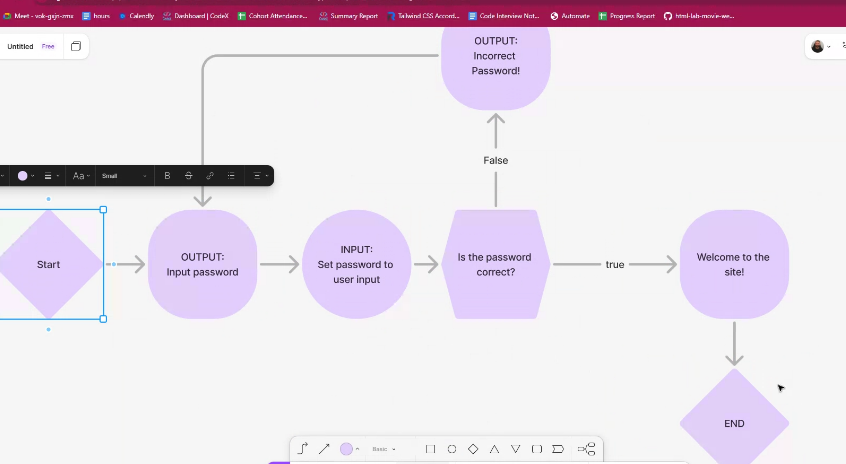 Meet - vok-gxjn-rmx
hours
Calendly
Dashboard | CodeX
Cohort Attendance...
Summary Report
Tailwind CSS Accord...
Code Interview Not...
Automate
Progress Report
html-lab-movie-we...
Untitled
Free
OUTPUT:
Incorrect
Password!
False
Aa
Small
B
S
Start
OUTPUT:
Input password
INPUT:
Set password to
user input
Is the password
correct?
true
Welcome to the
site!
END
Basic